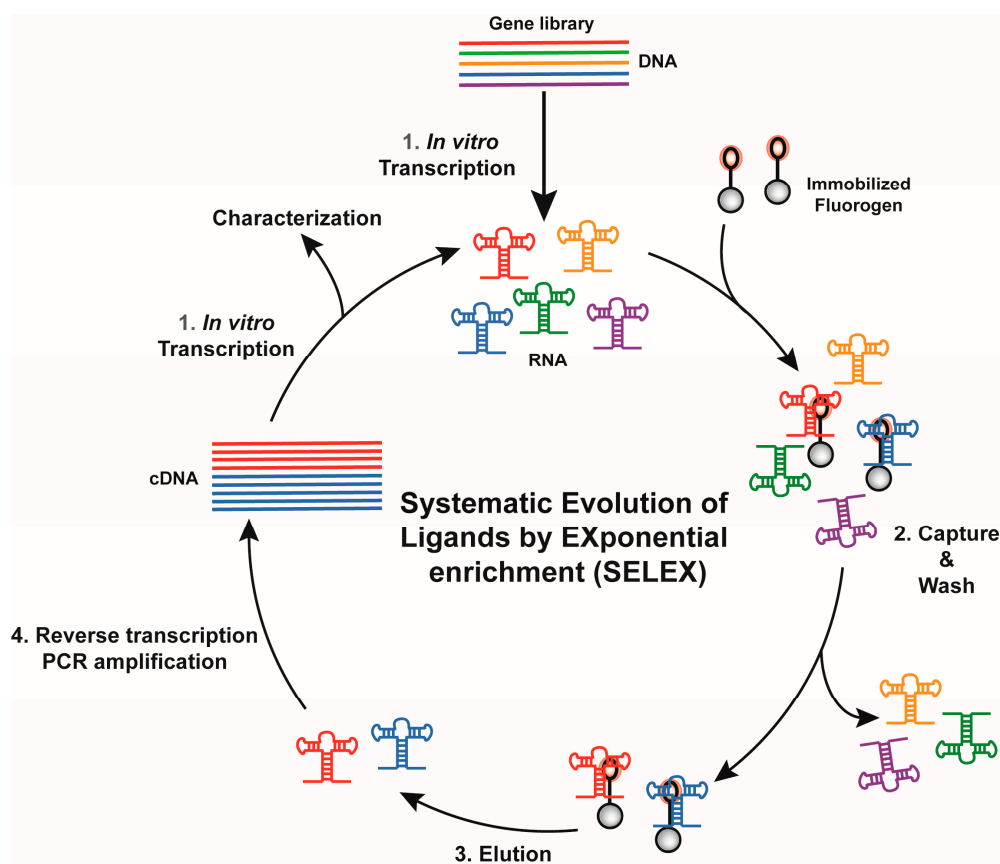 Gene library
DNA
1. In vitro
Transcription
Immobilized
Fluorogen
Characterization
1. In vitro
Transcription
RNA
cDNA
Systematic Evolution of
Ligands by EXponential
enrichment (SELEX)
2. Capture
&
Wash
4. Reverse transcription
PCR amplification
3. Elution